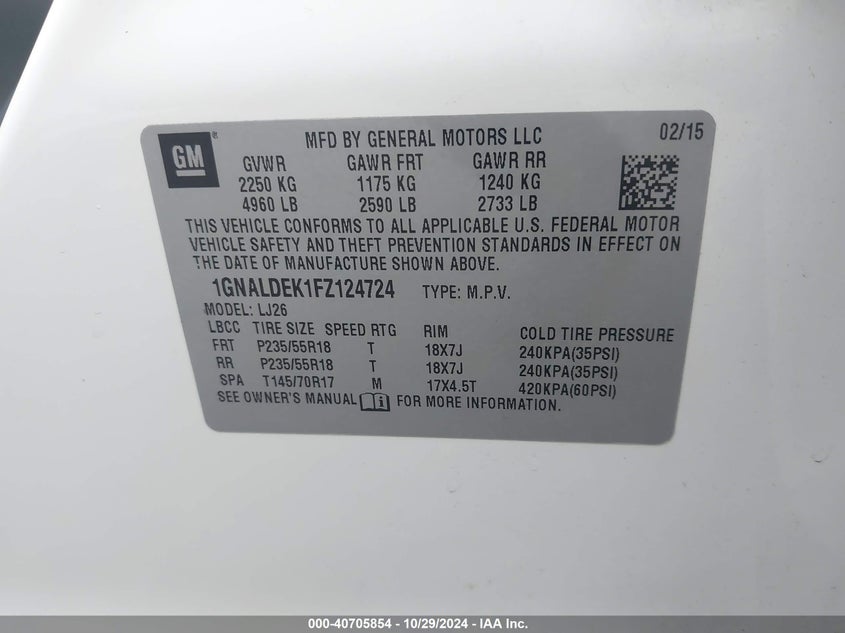 GM ®
MFD BY GENERAL MOTORS LLC 02/15
GVWR GAWR FRT GAWR RR
2250 KG 1175 KG 1240 KG
4960 LB 2590 LB 2733 LB
THIS VEHICLE CONFORMS TO ALL APPLICABLE U.S. FEDERAL MOTOR
VEHICLE SAFETY AND THEFT PREVENTION STANDARDS IN EFFECT ON
THE DATE OF MANUFACTURE SHOWN ABOVE.
1GNALDEK1FZ124724 TYPE: M.P.V.
MODEL: LJ26
LBCC TIRE SIZE SPEED RTG RIM COLD TIRE PRESSURE
FRT P235/55R18 T 18X7J 240KPA(35PSI)
RR P235/55R18 T 18X7J 240KPA(35PSI)
SPA T145/70R17 M 17X4.5T 420KPA(60PSI)
SEE OWNER'S MANUAL i FOR MORE INFORMATION.
000-40705854 - 10/29/2024 - IAA Inc.